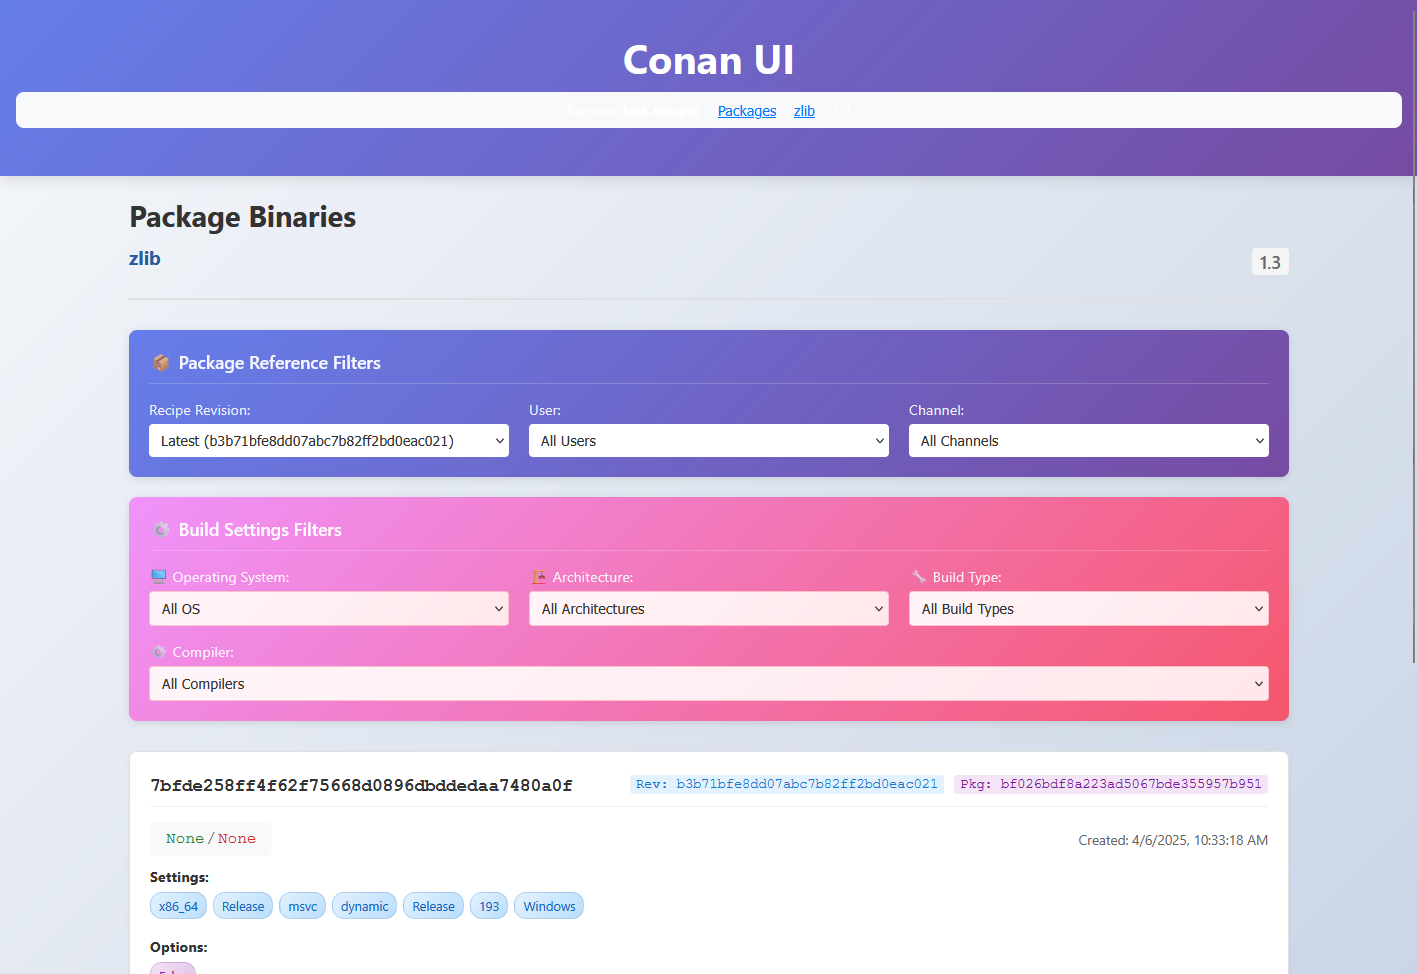 Conan UI
Remote: lost-temple > Packages > zlib > 1.3
Package Binaries
zlib
1.3
📦 Package Reference Filters
Recipe Revision:
User:
Channel:
Latest (b3b71bfe8dd07abc7b82ff2bd0eac021)
All Users
All Channels
⚙️ Build Settings Filters
🖥️ Operating System:
🏗️ Architecture:
🔧 Build Type:
All OS
All Architectures
All Build Types
⚙️ Compiler:
All Compilers
7bfde258ff4f62f75668d0896dbddedaa7480a0f
Rev: b3b71bfe8dd07abc7b82ff2bd0eac021
Pkg: bf026bdf8a223ad5067bde355957b951
None / None
Created: 4/6/2025, 10:33:18 AM
Settings:
x86_64 Release msvc dynamic Release 193 Windows
Options: